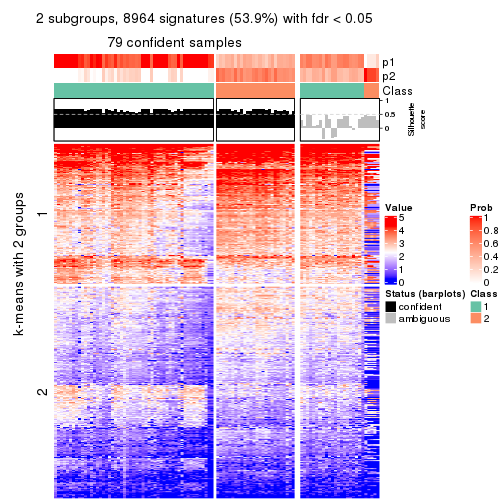 2 subgroups, 8964 signatures (53.9%) with fdr < 0.05
79 confident samples
p1
p2
Class
1
0.5
0
Silhouette
score
k-means with 2 groups
1
2
Value
5
4
3
2
1
0
Prob
1
0.8
0.6
0.4
0.2
0
Status (barplots)
confident
ambiguous
Class
1
2